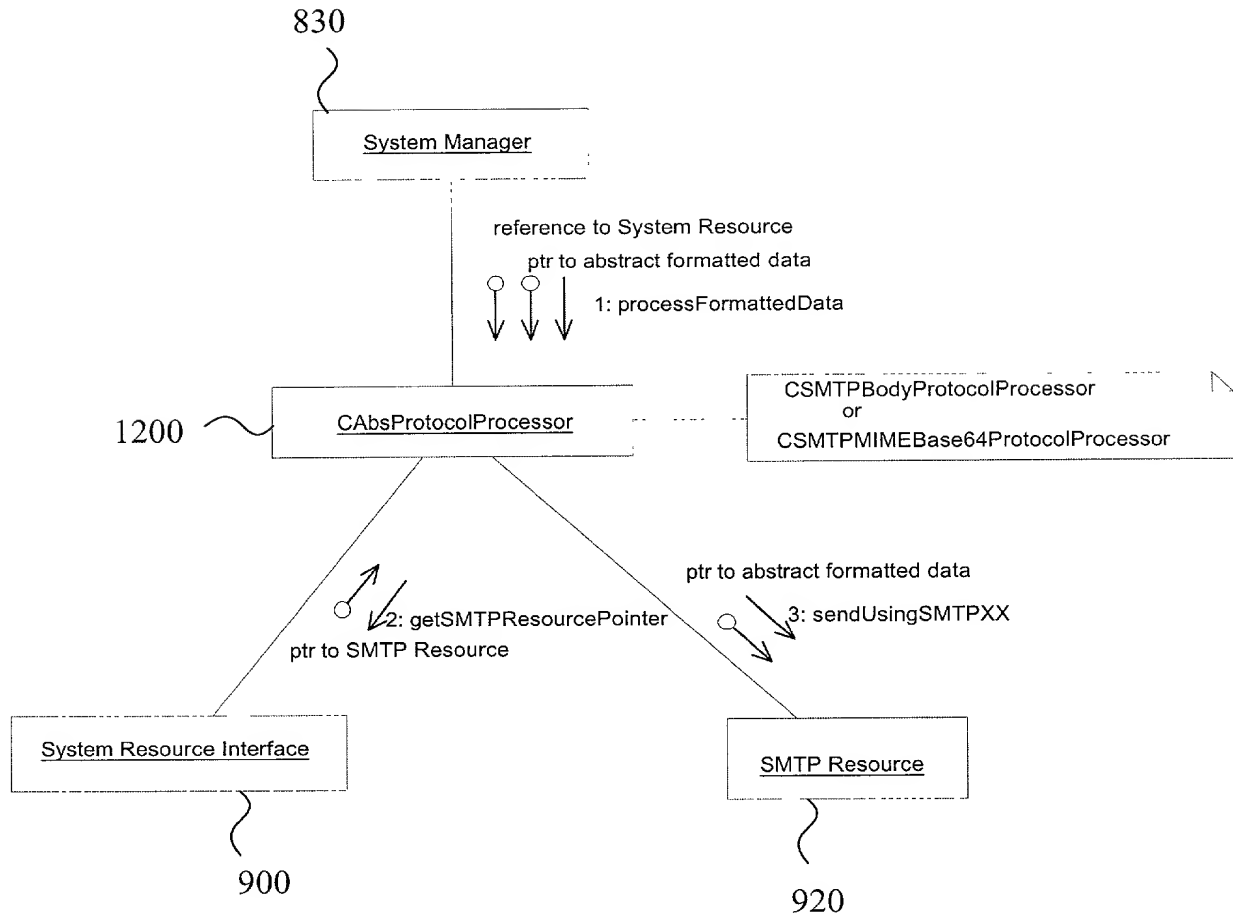 830
System Manager
reference to System Resource
ptr to abstract formatted data
1: processFormattedData
1200
CAbsProtocolProcessor
CSMTPBodyProtocolProcessor
or
CSMTPMIMEBase64ProtocolProcessor
ptr to abstract formatted data
2: getSMTPResourcePointer
3: sendUsingSMTPXX
ptr to SMTP Resource
System Resource Interface
SMTP Resource
900
920